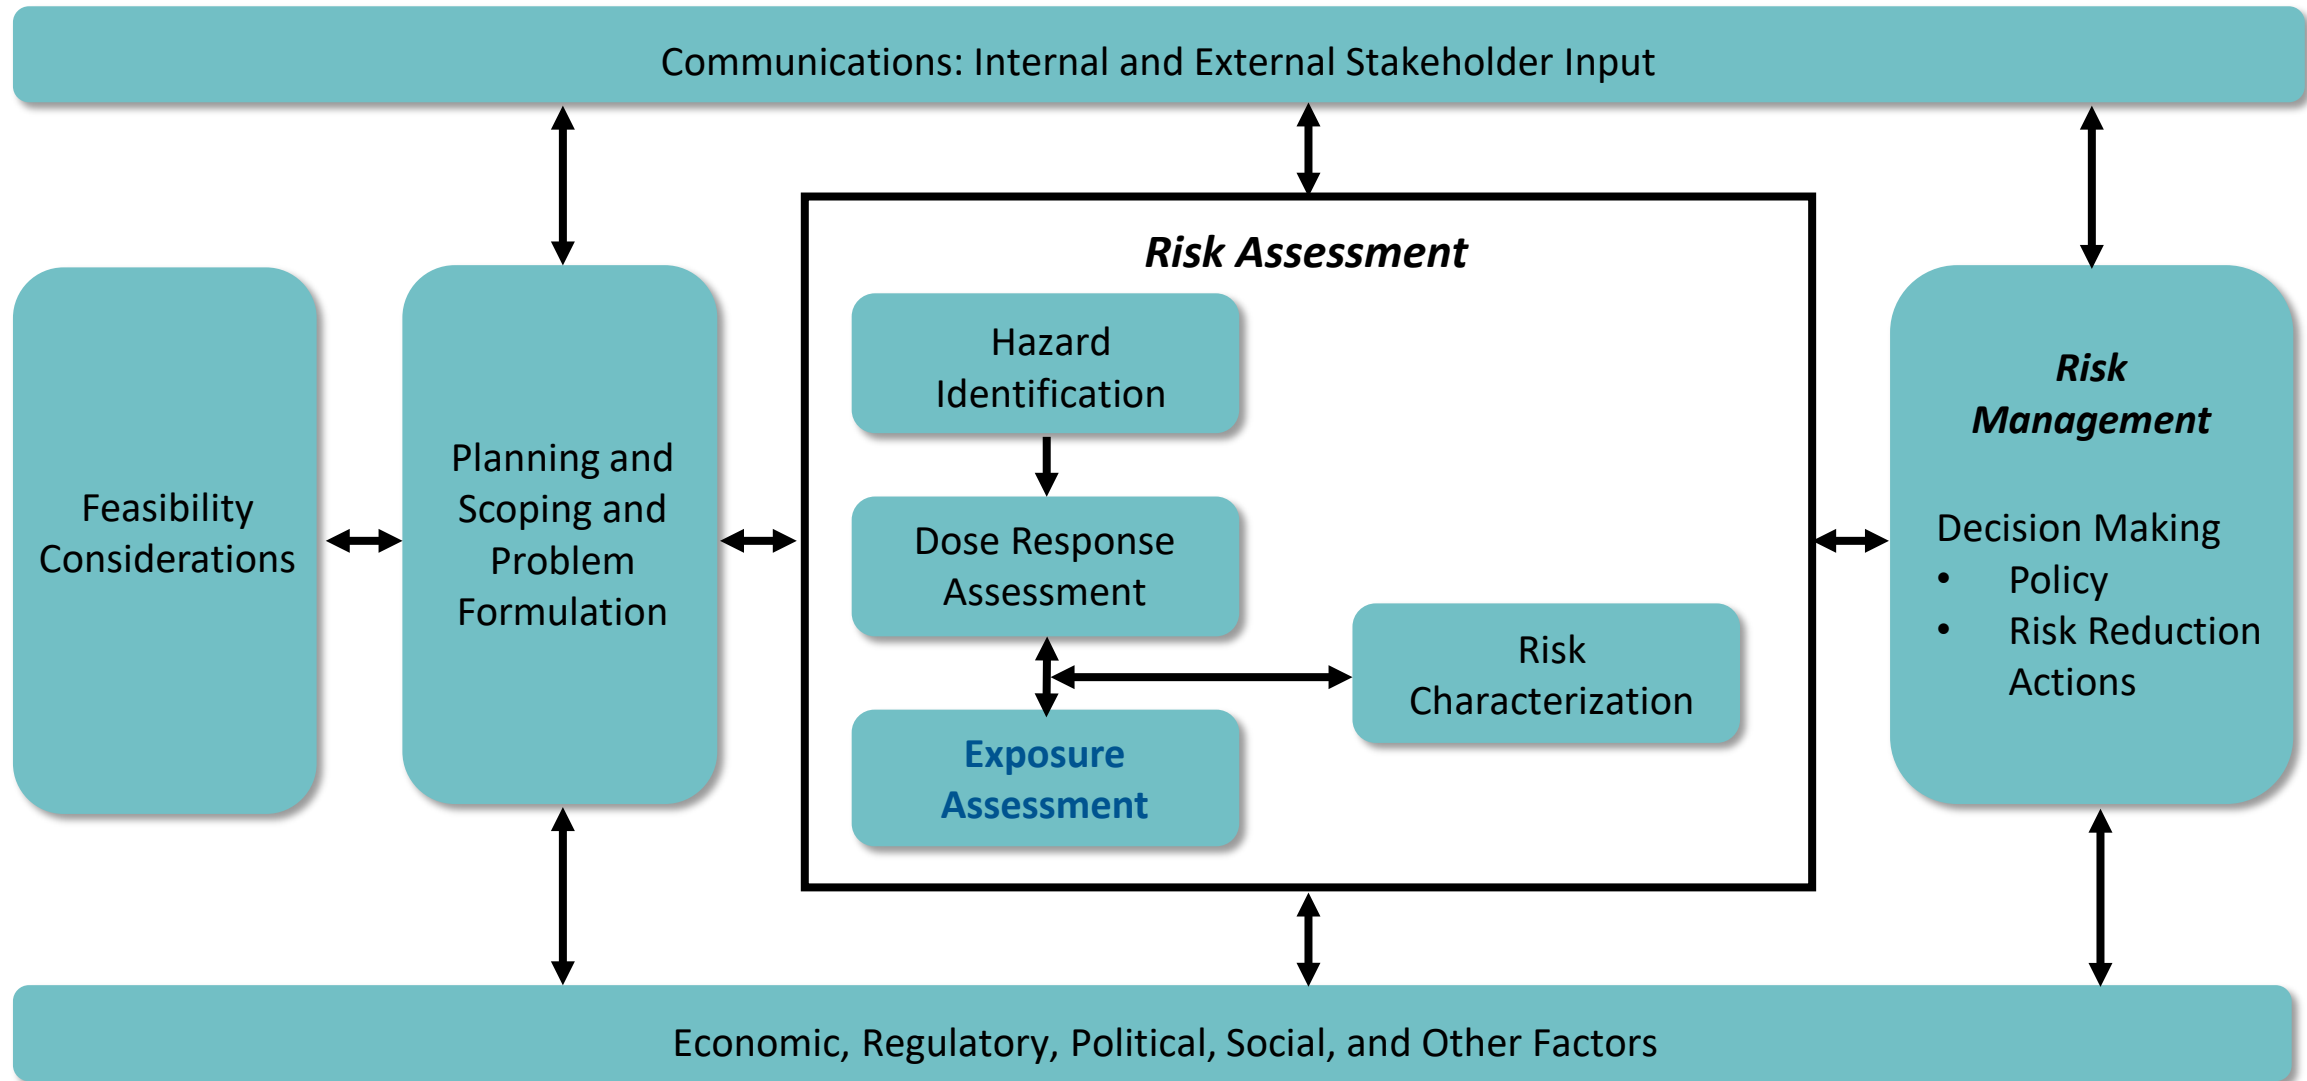 Communications: Internal and External Stakeholder Input
Feasibility
Considerations
Planning and
Scoping and
Problem
Formulation
Risk Assessment
Hazard
Identification
Dose Response
Assessment
Exposure
Assessment
Risk
Characterization
Risk
Management
Decision Making
• Policy
• Risk Reduction
Actions
Economic, Regulatory, Political, Social, and Other Factors